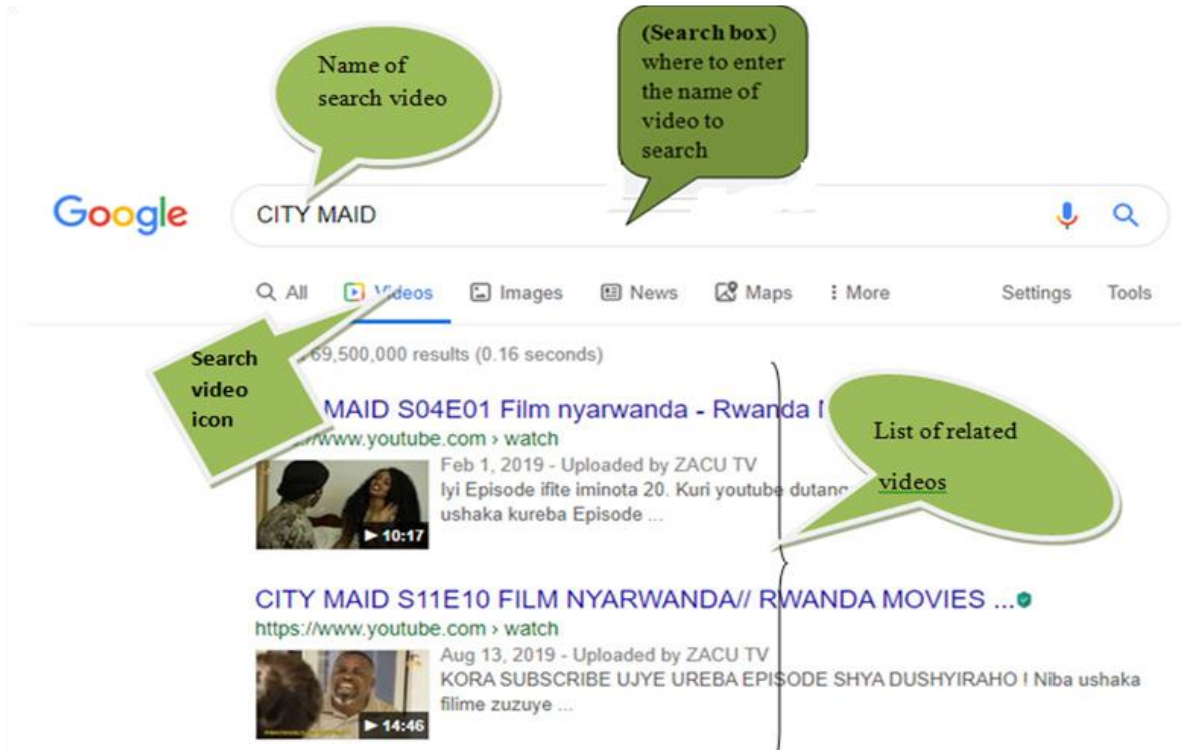 Name of
search video
(Search box)
where to enter
the name of
video to
search
Google
CITY MAID
All Videos Images News Maps More Settings Tools
Search
video
icon
69,500,000 results (0.16 seconds)
MAID S04E01 Film nyarwanda - Rwanda
www.youtube.com › watch
Feb 1, 2019 - Uploaded by ZACU TV
Iyi Episode ifite iminota 20. Kuri youtube
ushaka kureba Episode ...
10:17
List of related
videos
CITY MAID S11E10 FILM NYARWANDA// RWANDA MOVIES ...
https://www.youtube.com › watch
Aug 13, 2019 - Uploaded by ZACU TV
KORA SUBSCRIBE UJYE UREBA EPISODE SHYA DUSHYIRAHO ! Niba ushaka
filime zuzuye ...
14:46